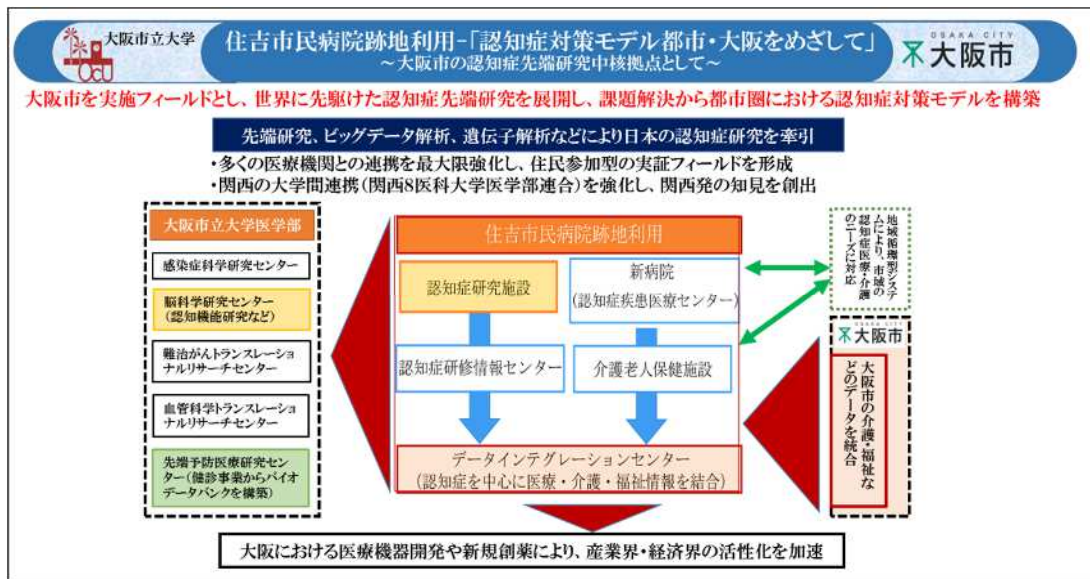 大阪市立大学
OCU
住吉市民病院跡地利用-「認知症対策モデル都市・大阪をめざして」
～大阪市の認知症先端研究中核拠点として～
OSAKA CITY
大阪市
大阪市を実施フィールドとし、世界に先駆けた認知症先端研究を展開し、課題解決から都市圏における認知症対策モデルを構築
先端研究、ビッグデータ解析、遺伝子解析などにより日本の認知症研究を牽引
・多くの医療機関との連携を最大限強化し、住民参加型の実証フィールドを形成
・関西の大学間連携(関西8医科大学医学部連合)を強化し、関西発の知見を創出
大阪市立大学医学部
感染症科学研究センター
脳科学研究センター
(認知機能研究など)
難治がんトランスレーショ
ナルリサーチセンター
血管科学トランスレーショ
ナルリサーチセンター
先端予防医療研究セン
ター(健診事業からバイオ
データバンクを構築)
住吉市民病院跡地利用
認知症研究施設
新病院
(認知症疾患医療センター)
認知症研修情報センター
介護老人保健施設
データインテグレーションセンター
(認知症を中心に医療・介護・福祉情報を結合)
地域循環型システ
ムにより、市域の
認知症医療・介護
のニーズに対応
OSAKA CITY
大阪市
大阪市の介護・福祉な
どのデータを統合
大阪における医療機器開発や新規創薬により、産業界・経済界の活性化を加速